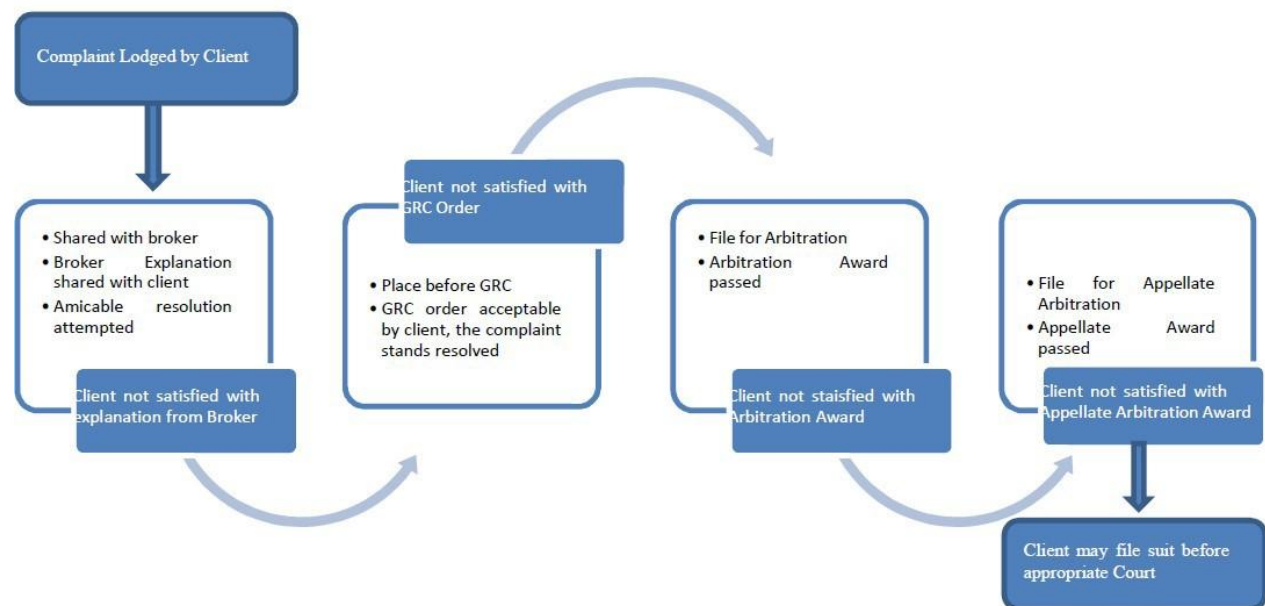 Complaint Lodged by Client
• Shared with broker
• Broker Explanation
shared with client
• Amicable resolution
attempted
Client not satisfied with
explanation from Broker
Client not satisfied with
GRC Order
• Place before GRC
• GRC order acceptable
by client, the complaint
stands resolved
• File for Arbitration
• Arbitration Award
passed
Client not staisfied with
Arbitration Award
• File for Appellate
Arbitration
• Appellate Award
passed
Client not satisfied with
Appellate Arbitration Award
Client may file suit before
appropriate Court